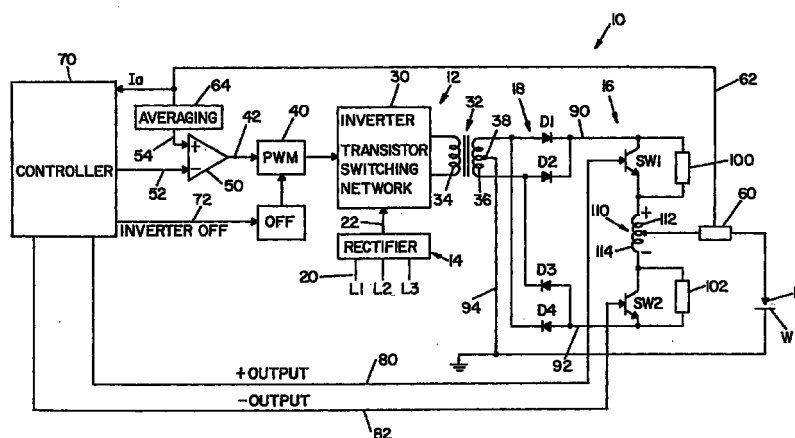 10
70
Ia
64
AVERAGING
42
40
30
12
32
18
38
D1
90
16
62
CONTROLLER
54
+
−
PWM
INVERTER
TRANSISTOR
SWITCHING
NETWORK
D2
SW1
100
52
50
72
INVERTER OFF
OFF
22
34
36
110
+
112
60
RECTIFIER
14
114
−
20
L1 L2 L3
94
D3
D4
SW2
102
W
92
+OUTPUT
80
−OUTPUT
82